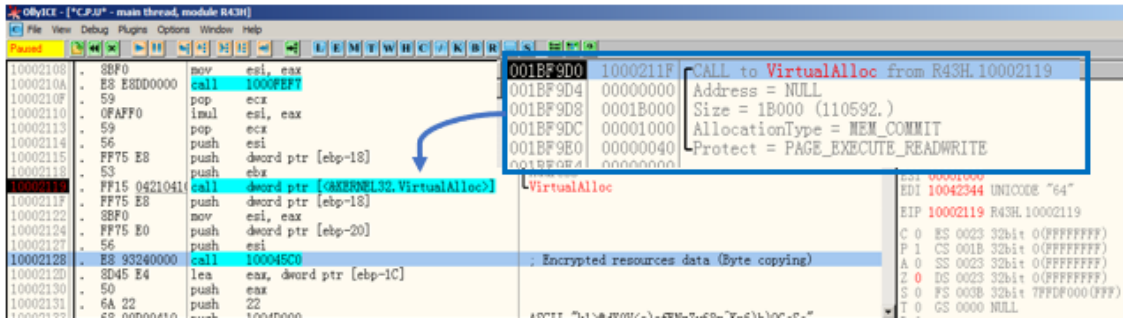 OllyICE - [*C.P.U* - main thread, module R43H]
File View Debug Plugins Options Window Help
Paused L E M T W H C / K B R S
10002108 . 8BF0 mov esi, eax
1000210A . E8 E8DD0000 call 1000FEF7
1000210F . 59 pop ecx
10002110 . 0FAFF0 imul esi, eax
10002113 . 59 pop ecx
10002114 . 56 push esi
10002115 . FF75 E8 push dword ptr [ebp-18]
10002118 . 53 push ebx
10002119 . FF15 04210410 call dword ptr [<&KERNEL32.VirtualAlloc>] VirtualAlloc
1000211F . FF75 E8 push dword ptr [ebp-18]
10002122 . 8BF0 mov esi, eax
10002124 . FF75 E0 push dword ptr [ebp-20]
10002127 . 56 push esi
10002128 . E8 93240000 call 100045C0 ; Encrypted resources data (Byte copying)
1000212D . 8D45 E4 lea eax, dword ptr [ebp-1C]
10002130 . 50 push eax
10002131 . 6A 22 push 22
001BF9D0 1000211F CALL to VirtualAlloc from R43H.10002119
001BF9D4 00000000 Address = NULL
001BF9D8 0001B000 Size = 1B000 (110592.)
001BF9DC 00001000 AllocationType = MEM_COMMIT
001BF9E0 00000040 Protect = PAGE_EXECUTE_READWRITE
ESI 00001000
EDI 10042344 UNICODE "64"
EIP 10002119 R43H.10002119
C 0 ES 0023 32bit 0(FFFFFFFF)
P 1 CS 001B 32bit 0(FFFFFFFF)
A 0 SS 0023 32bit 0(FFFFFFFF)
Z 0 DS 0023 32bit 0(FFFFFFFF)
S 0 FS 003B 32bit 7FFDF000(FFF)
T 0 GS 0000 NULL